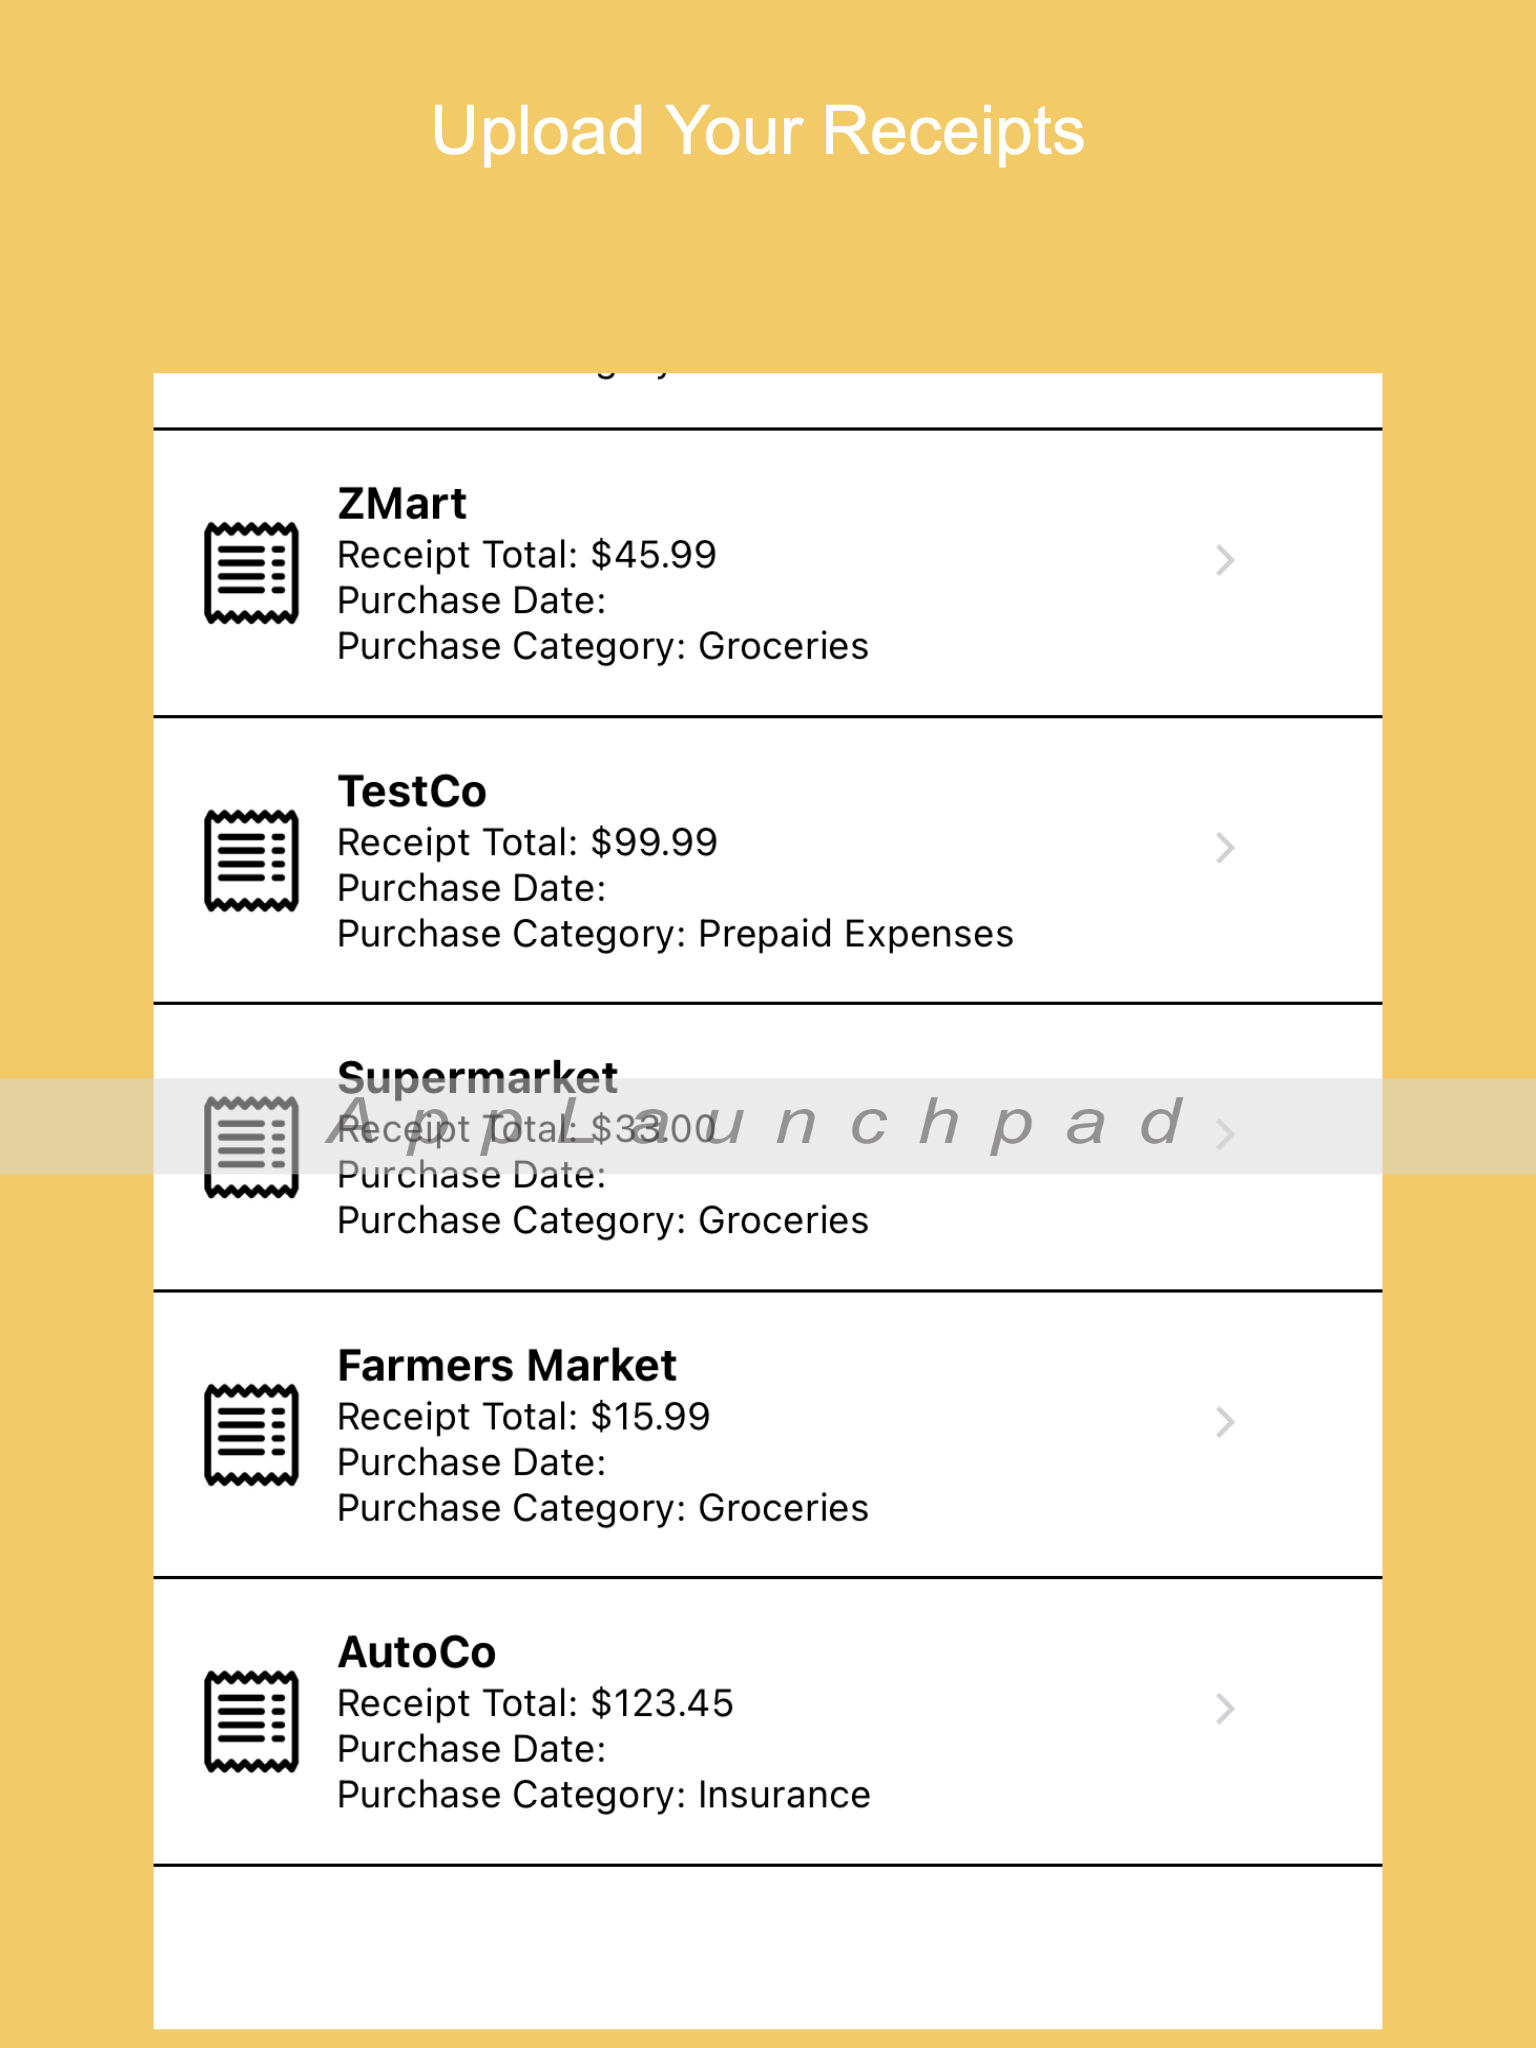 Upload Your Receipts
ZMart
Receipt Total: $45.99
Purchase Date:
Purchase Category: Groceries
TestCo
Receipt Total: $99.99
Purchase Date:
Purchase Category: Prepaid Expenses
Supermarket
AppLaunchpad
Receipt Total: $33.00
Purchase Date:
Purchase Category: Groceries
Farmers Market
Receipt Total: $15.99
Purchase Date:
Purchase Category: Groceries
AutoCo
Receipt Total: $123.45
Purchase Date:
Purchase Category: Insurance